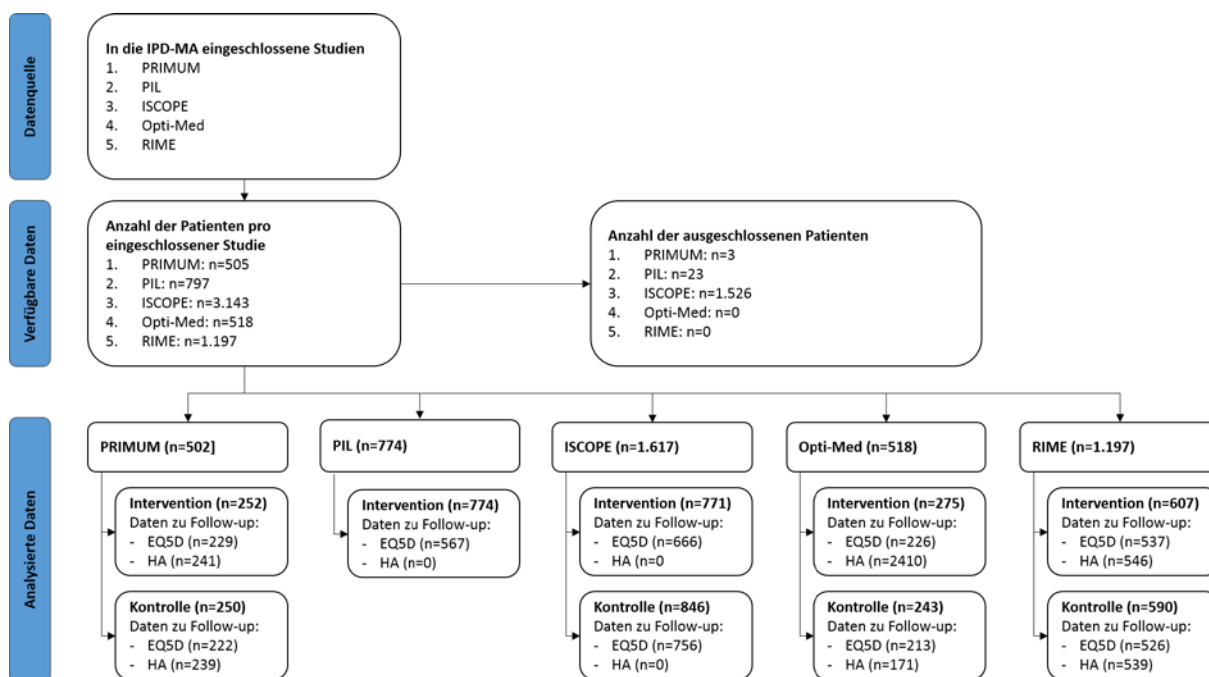 Datenquelle
In die IPD-MA eingeschlossene Studien
1. PRIMUM
2. PIL
3. ISCOPE
4. Opti-Med
5. RIME
Verfügbare Daten
Anzahl der Patienten pro
eingeschlossener Studie
1. PRIMUM: n=505
2. PIL: n=797
3. ISCOPE: n=3.143
4. Opti-Med: n=518
5. RIME: n=1.197
Anzahl der ausgeschlossenen Patienten
1. PRIMUM: n=3
2. PIL: n=23
3. ISCOPE: n=1.526
4. Opti-Med: n=0
5. RIME: n=0
Analysierte Daten
PRIMUM (n=502]
Intervention (n=252)
Daten zu Follow-up:
- EQ5D (n=229)
- HA (n=241)
Kontrolle (n=250)
Daten zu Follow-up:
- EQ5D (n=222)
- HA (n=239)
PIL (n=774)
Intervention (n=774)
Daten zu Follow-up:
- EQ5D (n=567)
- HA (n=0)
ISCOPE (n=1.617)
Intervention (n=771)
Daten zu Follow-up:
- EQ5D (n=666)
- HA (n=0
Kontrolle (n=846)
Daten zu Follow-up:
- EQ5D (n=756)
- HA (n=0)
Opti-Med (n=518)
Intervention (n=275)
Daten zu Follow-up:
- EQ5D (n=226)
- HA (n=2410)
Kontrolle (n=243)
Daten zu Follow-up:
- EQ5D (n=213)
- HA (n=171)
RIME (n=1.197)
Intervention (n=607)
Daten zu Follow-up:
- EQ5D (n=537)
- HA (n=546)
Kontrolle (n=590)
Daten zu Follow-up:
- EQ5D (n=526)
- HA (n=539)